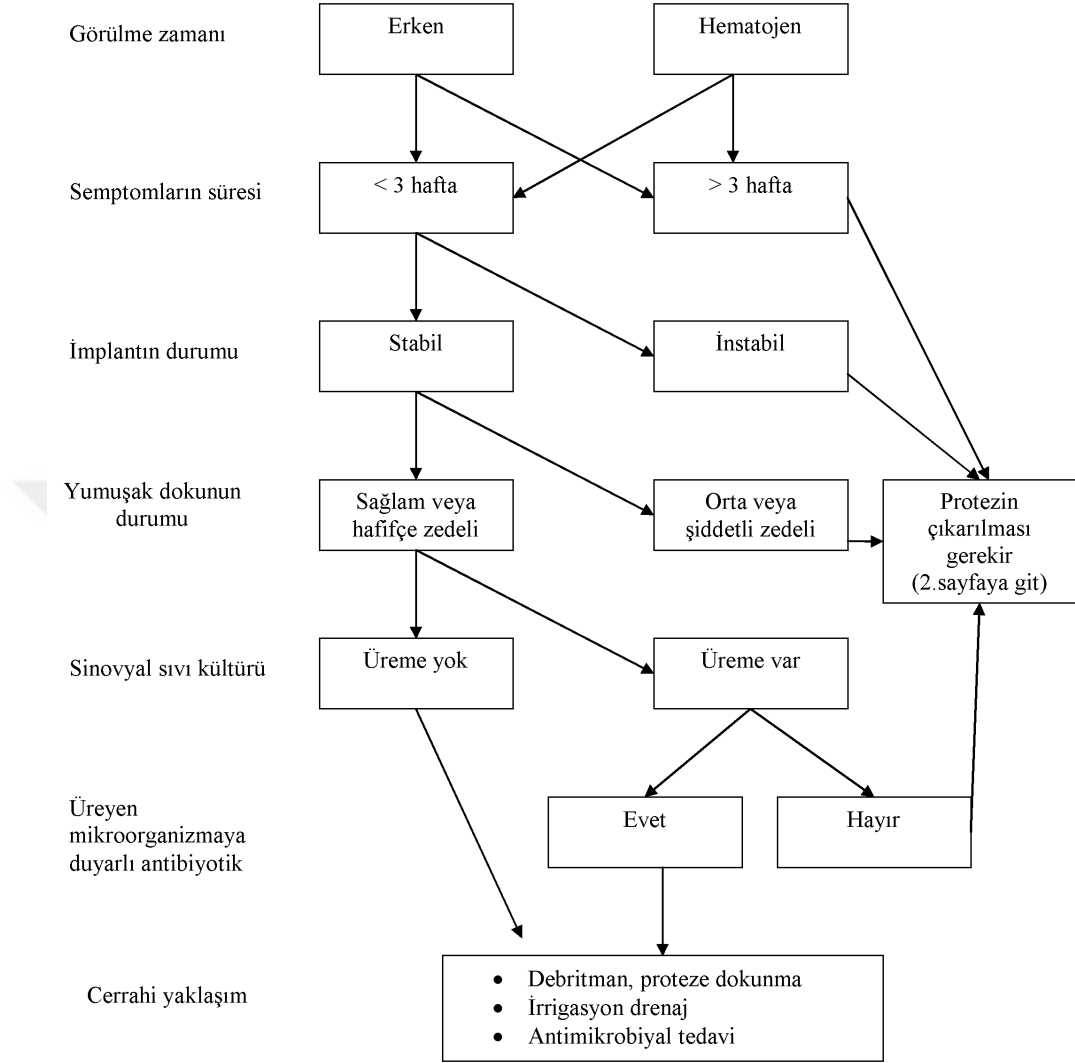 Görülme zamanı
Erken
Hematojen
Semptomların süresi
< 3 hafta
> 3 hafta
İmplantın durumu
Stabil
İnstabil
Yumuşak dokunun
durumu
Sağlam veya
hafifçe zedeli
Orta veya
şiddetli zedeli
Protezin
çıkarılması
gerekir
(2.sayfaya git)
Sinovyal sıvı kültürü
Üreme yok
Üreme var
Üreyen
mikroorganizmaya
duyarlı antibiyotik
Evet
Hayır
Cerrahi yaklaşım
• Debritman, proteze dokunma
• İrrigasyon drenaj
• Antimikrobiyal tedavi